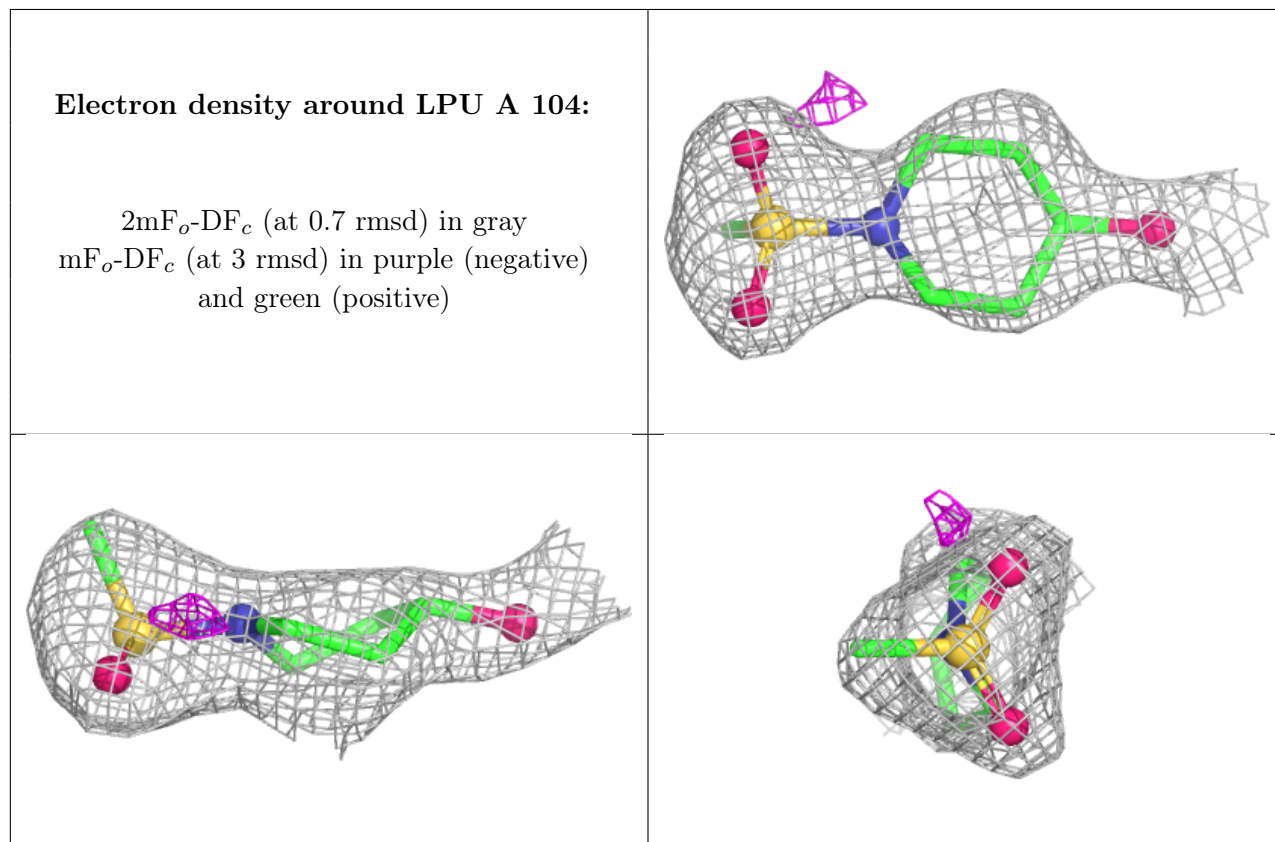 Electron density around LPU A 104:
2mFo-DFc (at 0.7 rmsd) in gray
mFo-DFc (at 3 rmsd) in purple (negative)
and green (positive)